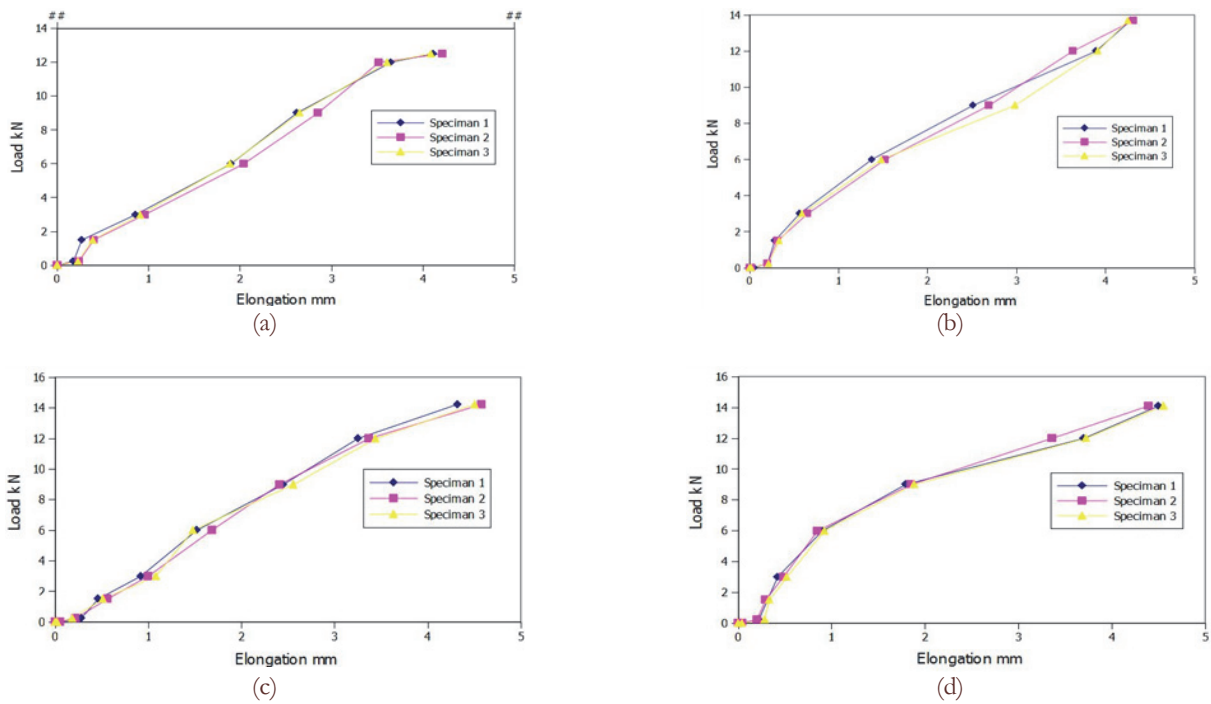 ## ##
14
12
10
8
6
4
2
0
Load kN
0 1 2 3 4 5
Elongation mm
Speciman 1
Speciman 2
Speciman 3
(a)
14
12
10
8
6
4
2
0
Load kN
0 1 2 3 4 5
Elongation mm
Speciman 1
Speciman 2
Speciman 3
(b)
16
14
12
10
8
6
4
2
0
Load kN
0 1 2 3 4 5
Elongation mm
Speciman 1
Speciman 2
Speciman 3
(c)
16
14
12
10
8
6
4
2
0
Load kN
0 1 2 3 4 5
Elongation mm
Speciman 1
Speciman 2
Speciman 3
(d)